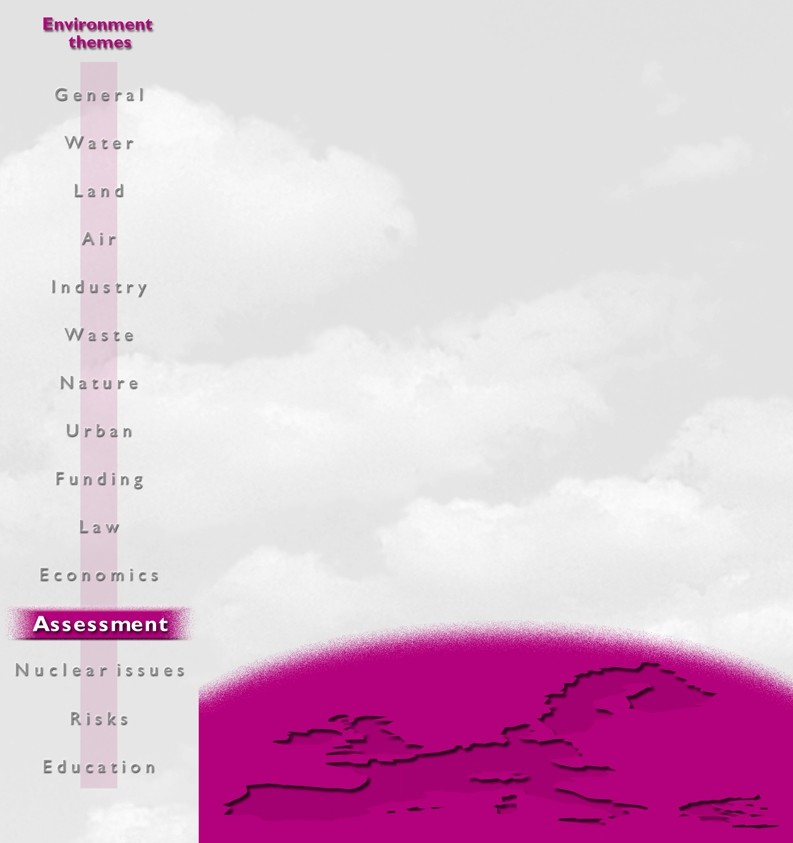 Environment
themes
General
Water
Land
Air
Industry
Waste
Nature
Urban
Funding
Law
Economics
Assessment
Nuclear issues
Risks
Education